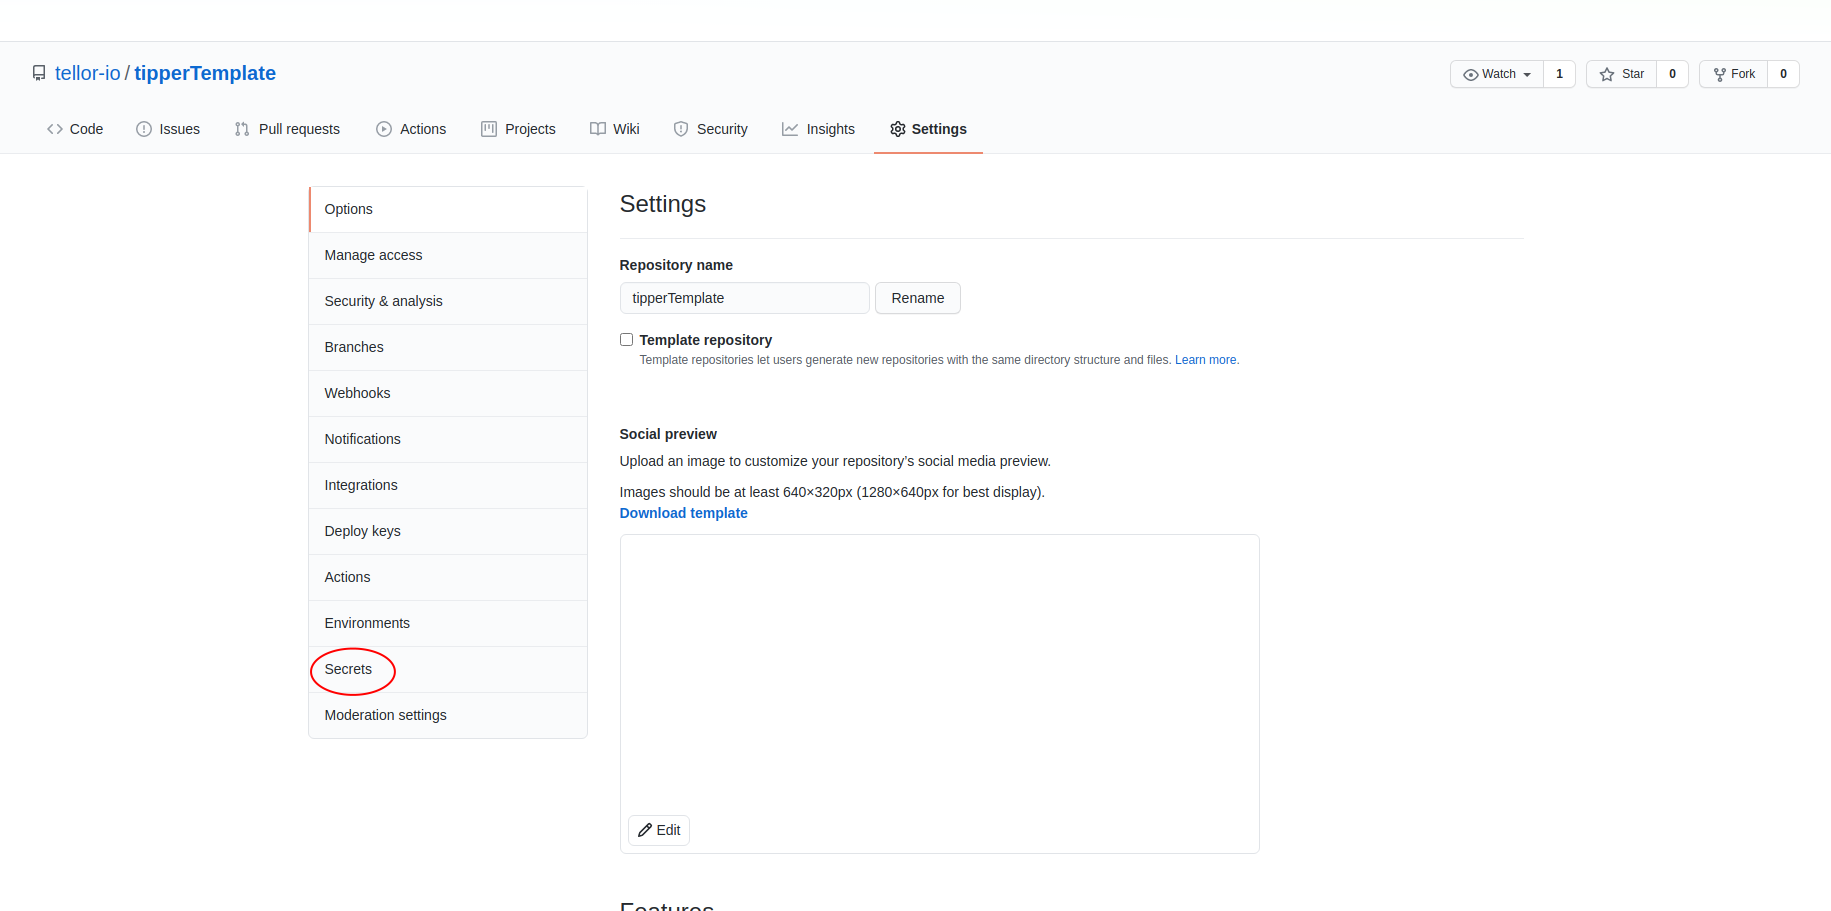 tellor-io / tipperTemplate
Watch 1 Star 0 Fork 0
Code Issues Pull requests Actions Projects Wiki Security Insights Settings
Options
Manage access
Security & analysis
Branches
Webhooks
Notifications
Integrations
Deploy keys
Actions
Environments
Secrets
Moderation settings
Settings
Repository name
tipperTemplate Rename
Template repository
Template repositories let users generate new repositories with the same directory structure and files. Learn more.
Social preview
Upload an image to customize your repository's social media preview.
Images should be at least 640×320px (1280×640px for best display).
Download template
Edit
Features